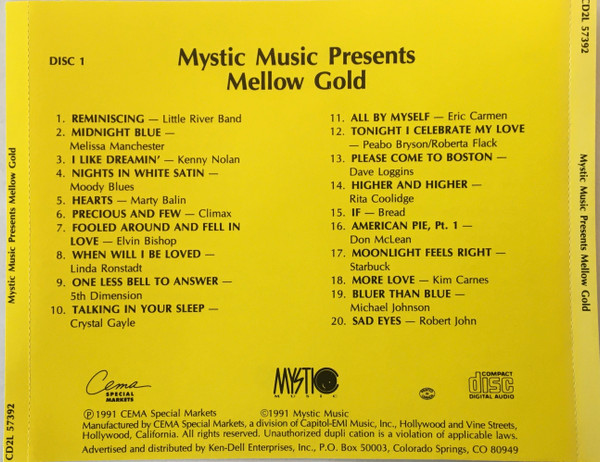 DISC 1
Mystic Music Presents
Mellow Gold
1. REMINISCING — Little River Band
2. MIDNIGHT BLUE —
Melissa Manchester
3. I LIKE DREAMIN' — Kenny Nolan
4. NIGHTS IN WHITE SATIN —
Moody Blues
5. HEARTS — Marty Balin
6. PRECIOUS AND FEW — Climax
7. FOOLED AROUND AND FELL IN
LOVE — Elvin Bishop
8. WHEN WILL I BE LOVED —
Linda Ronstadt
9. ONE LESS BELL TO ANSWER —
5th Dimension
10. TALKING IN YOUR SLEEP —
Crystal Gayle
11. ALL BY MYSELF — Eric Carmen
12. TONIGHT I CELEBRATE MY LOVE
— Peabo Bryson/Roberta Flack
13. PLEASE COME TO BOSTON —
Dave Loggins
14. HIGHER AND HIGHER —
Rita Coolidge
15. IF — Bread
16. AMERICAN PIE, Pt. 1 —
Don McLean
17. MOONLIGHT FEELS RIGHT —
Starbuck
18. MORE LOVE — Kim Carnes
19. BLUER THAN BLUE —
Michael Johnson
20. SAD EYES — Robert John
Cema
SPECIAL
MARKETS
MYSTIC
MUSIC
COMPACT
disc
DIGITAL AUDIO
℗1991 CEMA Special Markets ©1991 Mystic Music
Manufactured by CEMA Special Markets, a division of Capitol-EMI Music, Inc., Hollywood and Vine Streets,
Hollywood, California. All rights reserved. Unauthorized dupli cation is a violation of applicable laws.
Advertised and distributed by Ken-Dell Enterprises, Inc., P.O. Box 50003, Colorado Springs, CO 80949
Mystic Music Presents Mellow Gold
CD2L 57392
CD2L 57392
Mystic Music Presents Mellow Gold